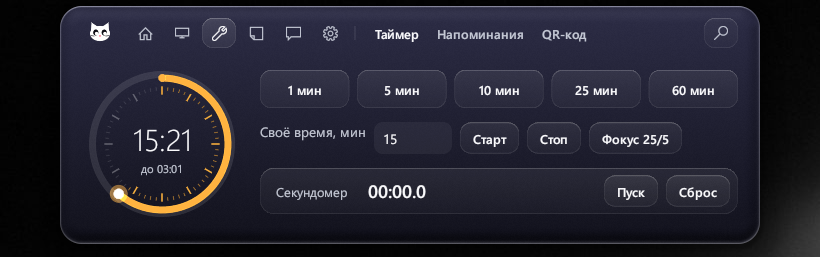 Таймер Напоминания QR-код
15:21
до 03:01
1 мин 5 мин 10 мин 25 мин 60 мин
Своё время, мин 15 Старт Стоп Фокус 25/5
Секундомер 00:00.0 Пуск Сброс